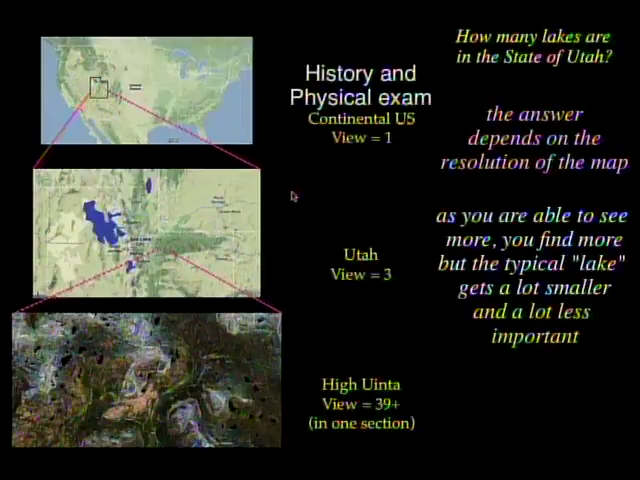 How many lakes are
in the State of Utah?
History and
Physical exam
Continental US
View = 1
the answer
depends on the
resolution of the map
as you are able to see
more, you find more
but the typical "lake"
gets a lot smaller
and a lot less
important
Utah
View = 3
High Uinta
View = 39+
(in one section)